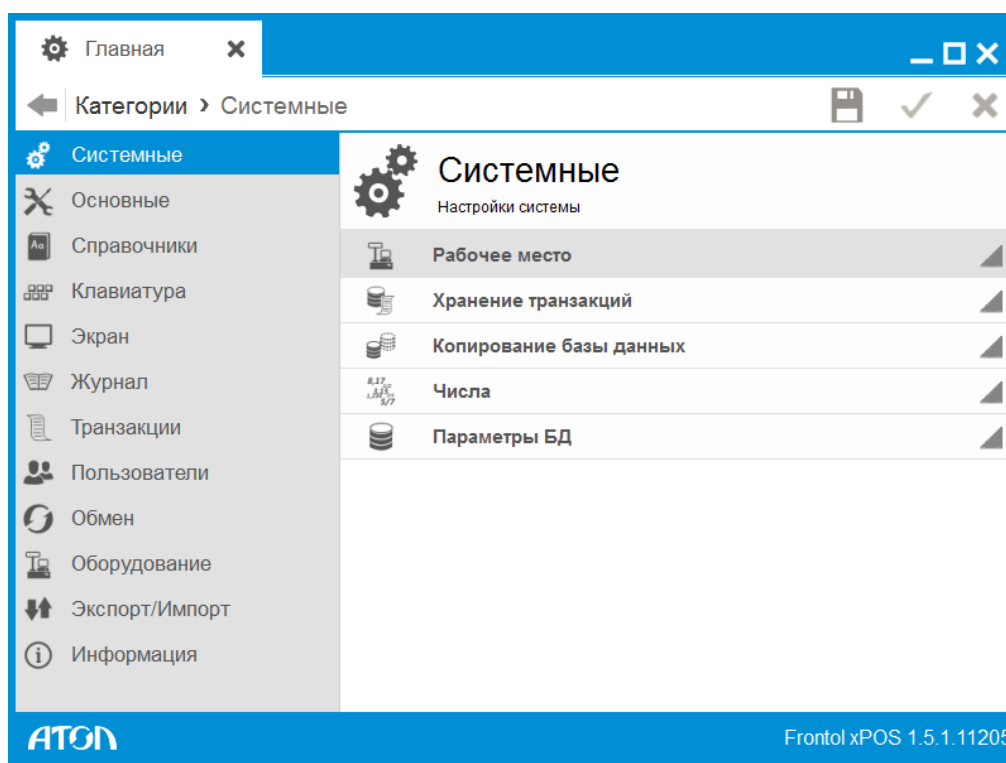 Главная
Категории › Системные
Системные
Основные
Справочники
Клавиатура
Экран
Журнал
Транзакции
Пользователи
Обмен
Оборудование
Экспорт/Импорт
Информация
Системные
Настройки системы
Рабочее место
Хранение транзакций
Копирование базы данных
Числа
Параметры БД
АТОЛ
Frontol xPOS 1.5.1.11205